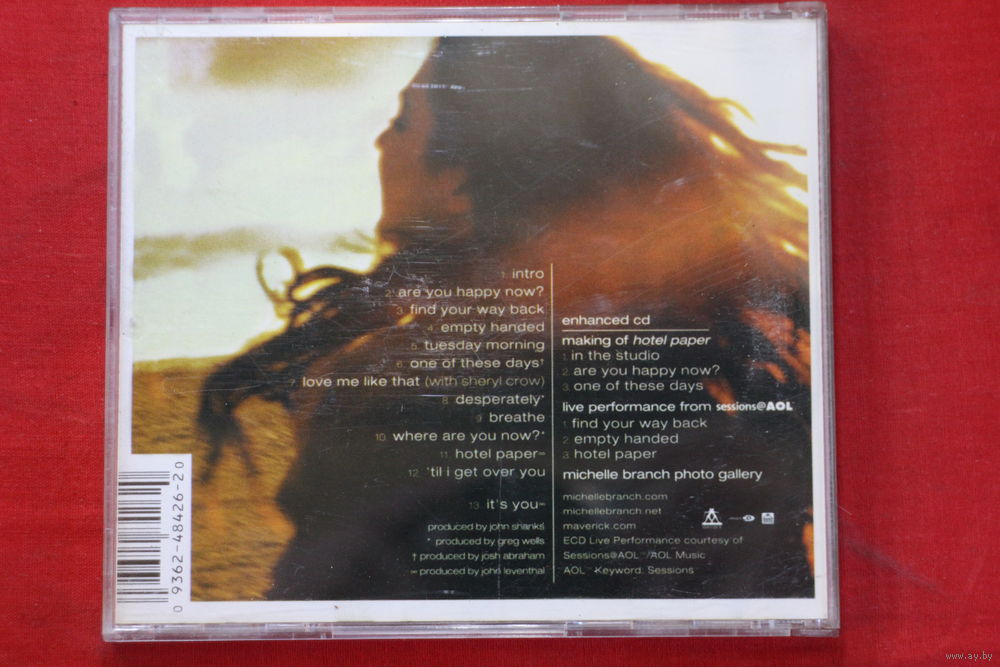 1. intro
2. are you happy now?
3. find your way back
4. empty handed
5. tuesday morning
6. one of these days†
7. love me like that (with sheryl crow)
8. desperately*
9. breathe
10. where are you now?*
11. hotel paper∞
12. 'til i get over you
13. it's you∞
produced by john shanks
* produced by greg wells
† produced by josh abraham
∞ produced by john leventhal
enhanced cd
making of hotel paper
1. in the studio
2. are you happy now?
3. one of these days
live performance from sessions@AOL
1. find your way back
2. empty handed
3. hotel paper
michelle branch photo gallery
michellebranch.com
michellebranch.net
maverick.com
ECD Live Performance courtesy of
Sessions@AOL™/AOL Music
AOL™ Keyword: Sessions
0 9362-48426-2 0
www.ay.by